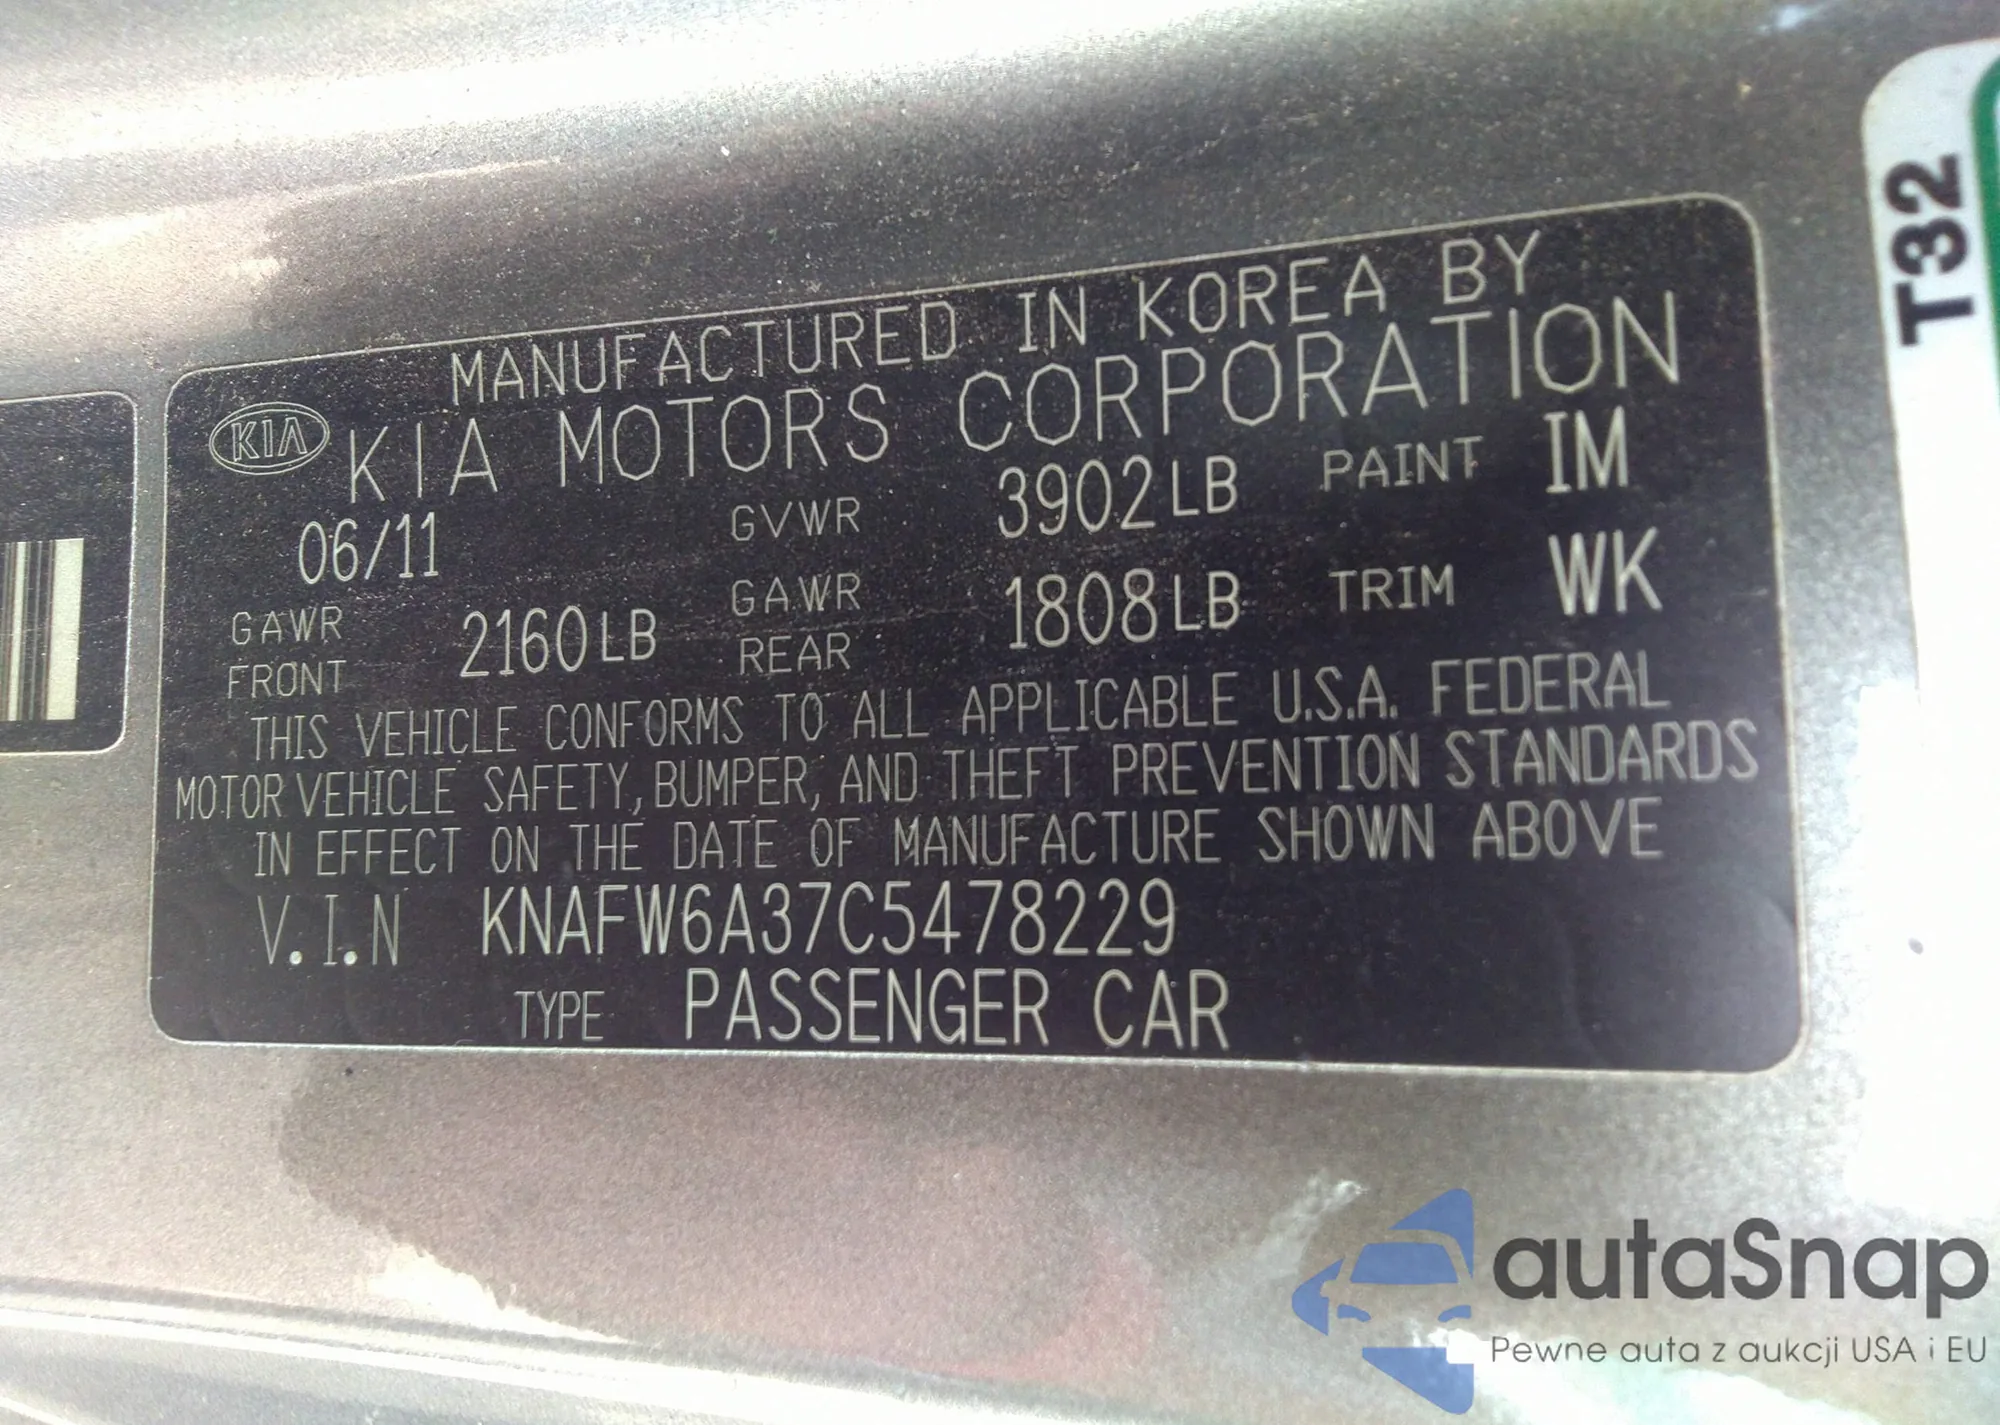 MANUFACTURED IN KOREA BY
KIA KIA MOTORS CORPORATION
06/11 GVWR 3902LB PAINT IM
GAWR FRONT 2160LB GAWR REAR 1808LB TRIM WK
THIS VEHICLE CONFORMS TO ALL APPLICABLE U.S.A. FEDERAL
MOTOR VEHICLE SAFETY, BUMPER, AND THEFT PREVENTION STANDARDS
IN EFFECT ON THE DATE OF MANUFACTURE SHOWN ABOVE
V.I.N KNAFW6A37C5478229
TYPE PASSENGER CAR
T32
autaSnap
Pewne auta z aukcji USA i EU